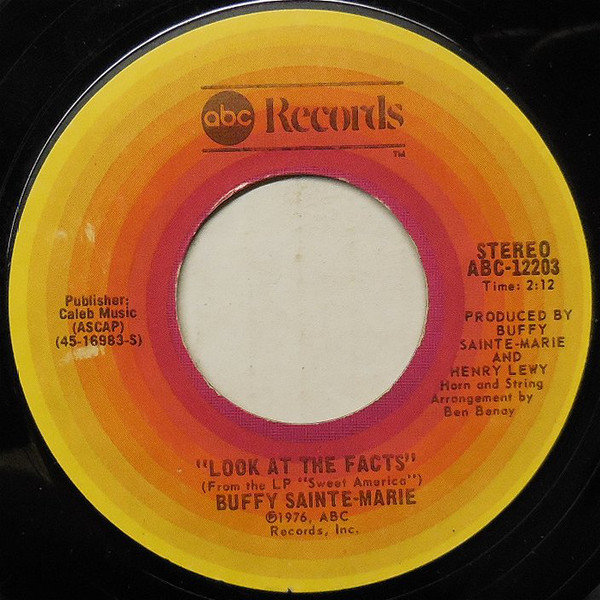 abc Records
TM
STEREO
ABC-12203
Time: 2:12
Publisher:
Caleb Music
(ASCAP)
(45-16983-S)
PRODUCED BY
BUFFY
SAINTE-MARIE
AND
HENRY LEWY
Horn and String
Arrangement by
Ben Benay
"LOOK AT THE FACTS"
(From the LP "Sweet America")
BUFFY SAINTE-MARIE
℗1976, ABC
Records, Inc.